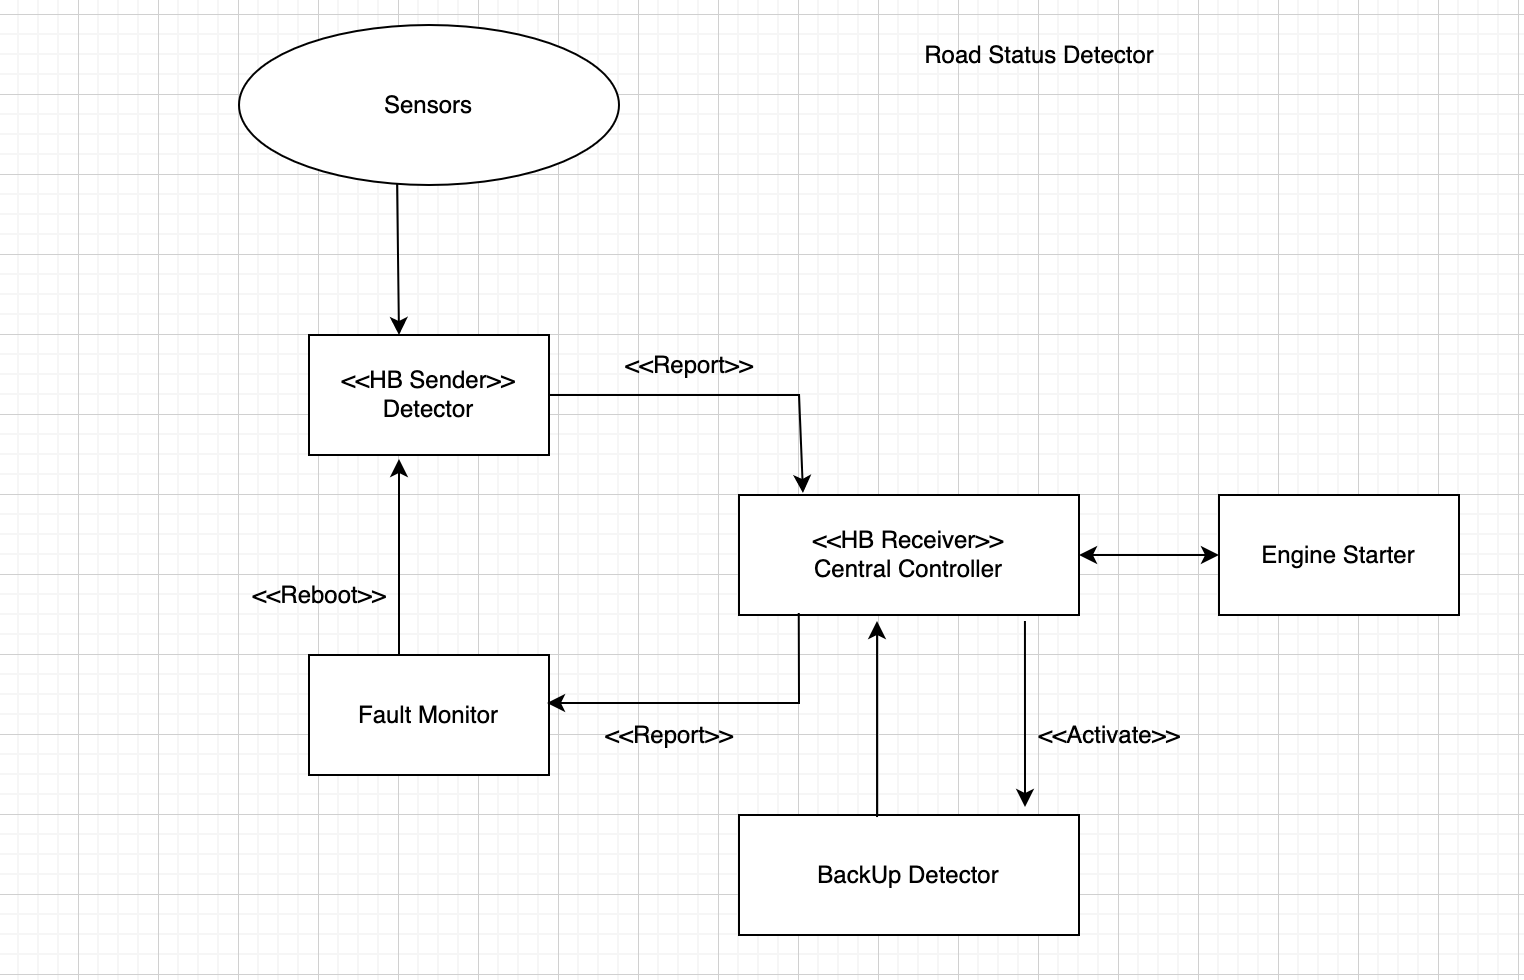 Road Status Detector
Sensors
<<HB Sender>>
Detector
<<Report>>
<<HB Receiver>>
Central Controller
Engine Starter
<<Reboot>>
Fault Monitor
<<Report>>
<<Activate>>
BackUp Detector